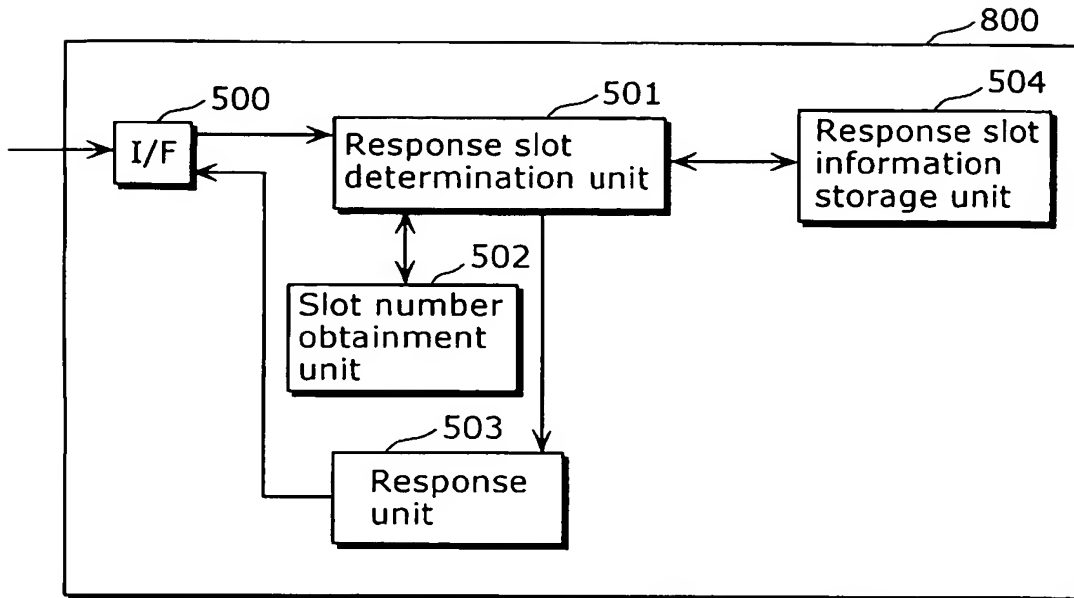 800
500
501
504
I/F
Response slot
determination unit
Response slot
information
storage unit
502
Slot number
obtainment
unit
503
Response
unit